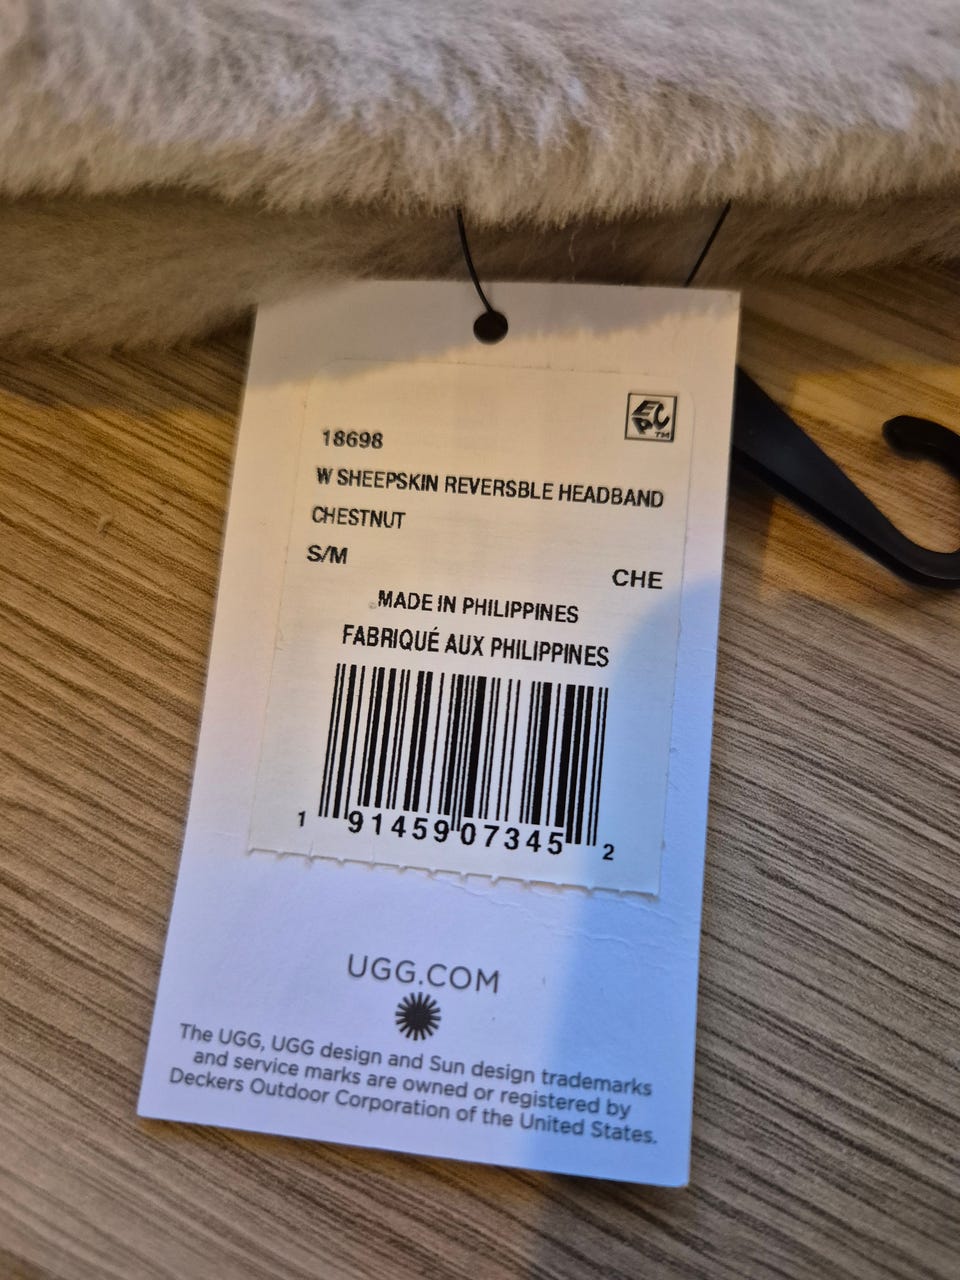 EPC™
18698
W SHEEPSKIN REVERSBLE HEADBAND
CHESTNUT
S/M
CHE
MADE IN PHILIPPINES
FABRIQUÉ AUX PHILIPPINES
1 91459 07345 2
UGG.COM
The UGG, UGG design and Sun design trademarks
and service marks are owned or registered by
Deckers Outdoor Corporation of the United States.